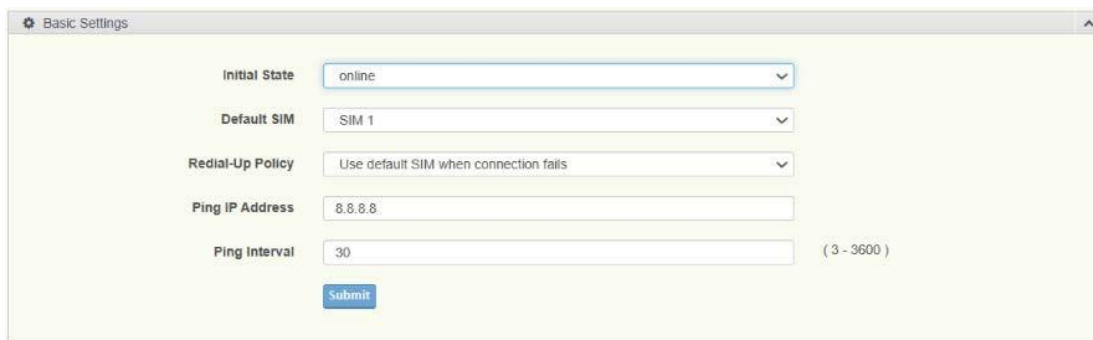 Basic Settings
Initial State online
Default SIM SIM 1
Redial-Up Policy Use default SIM when connection fails
Ping IP Address 8.8.8.8
Ping Interval 30 ( 3 - 3600 )
Submit